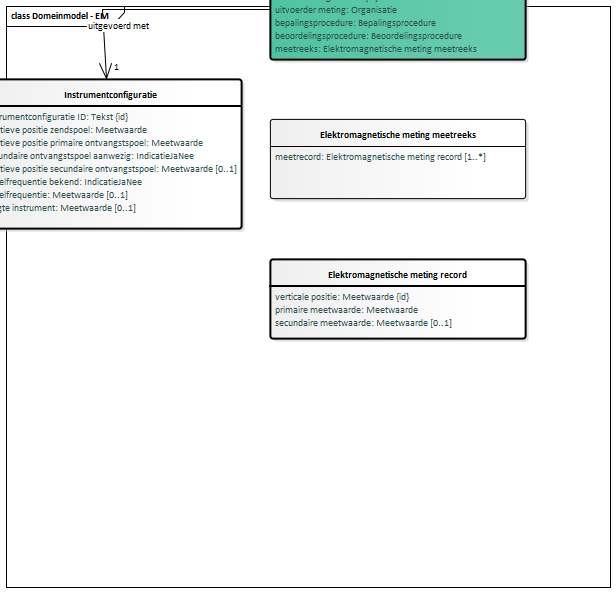 class Domeinmodel - EM
uitgevoerd met
1
uitvoerder meting: Organisatie
bepalingsprocedure: Bepalingsprocedure
beoordelingsprocedure: Beoordelingsprocedure
meetreeks: Elektromagnetische meting meetreeks
Instrumentconfiguratie
rumentconfiguratie ID: Tekst {id}
tieve positie zendspoel: Meetwaarde
tieve positie primaire ontvangstspoel: Meetwaarde
undaire ontvangstspoel aanwezig: IndicatieJaNee
tieve positie secundaire ontvangstspoel: Meetwaarde [0..1]
elfrequentie bekend: IndicatieJaNee
elfrequentie: Meetwaarde [0..1]
gte instrument: Meetwaarde [0..1]
Elektromagnetische meting meetreeks
meetrecord: Elektromagnetische meting record [1..*]
Elektromagnetische meting record
verticale positie: Meetwaarde {id}
primaire meetwaarde: Meetwaarde
secundaire meetwaarde: Meetwaarde [0..1]